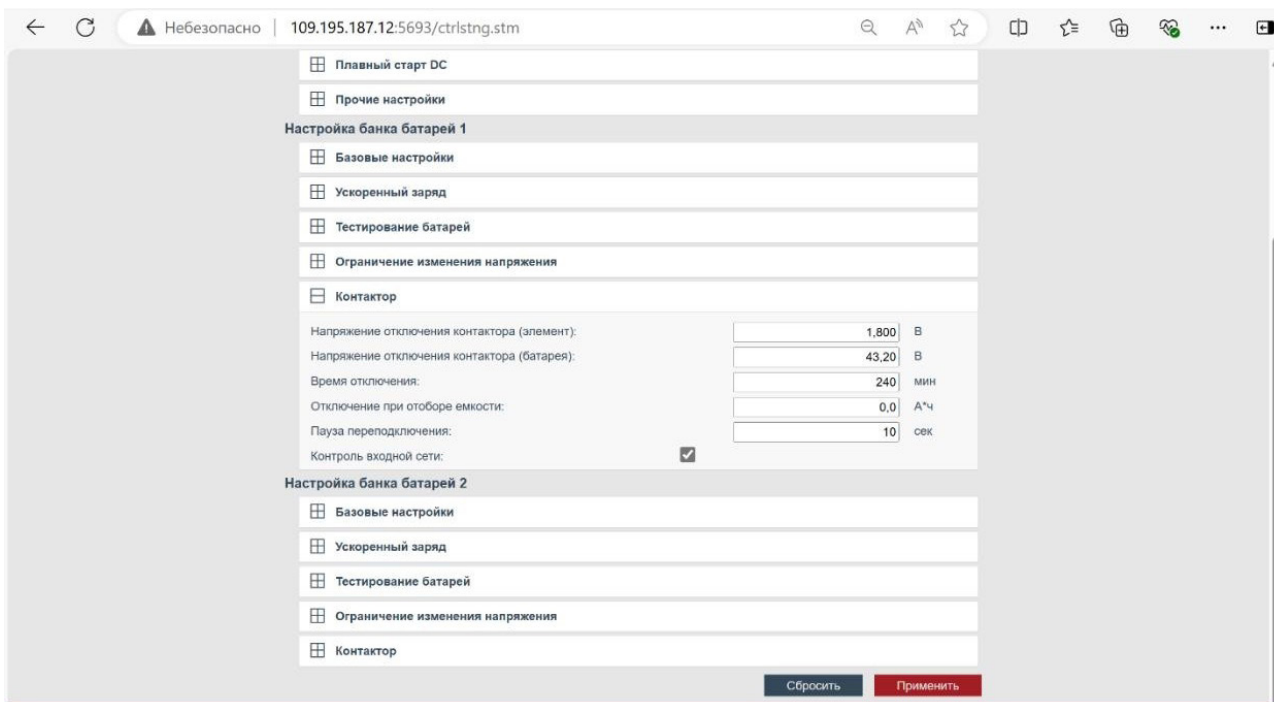 Небезопасно | 109.195.187.12:5693/ctrlstng.stm
Плавный старт DC
Прочие настройки
Настройка банка батарей 1
Базовые настройки
Ускоренный заряд
Тестирование батарей
Ограничение изменения напряжения
Контактор
Напряжение отключения контактора (элемент): 1,800 В
Напряжение отключения контактора (батарея): 43,20 В
Время отключения: 240 мин
Отключение при отборе емкости: 0,0 А*ч
Пауза переподключения: 10 сек
Контроль входной сети:
Настройка банка батарей 2
Базовые настройки
Ускоренный заряд
Тестирование батарей
Ограничение изменения напряжения
Контактор
Сбросить Применить